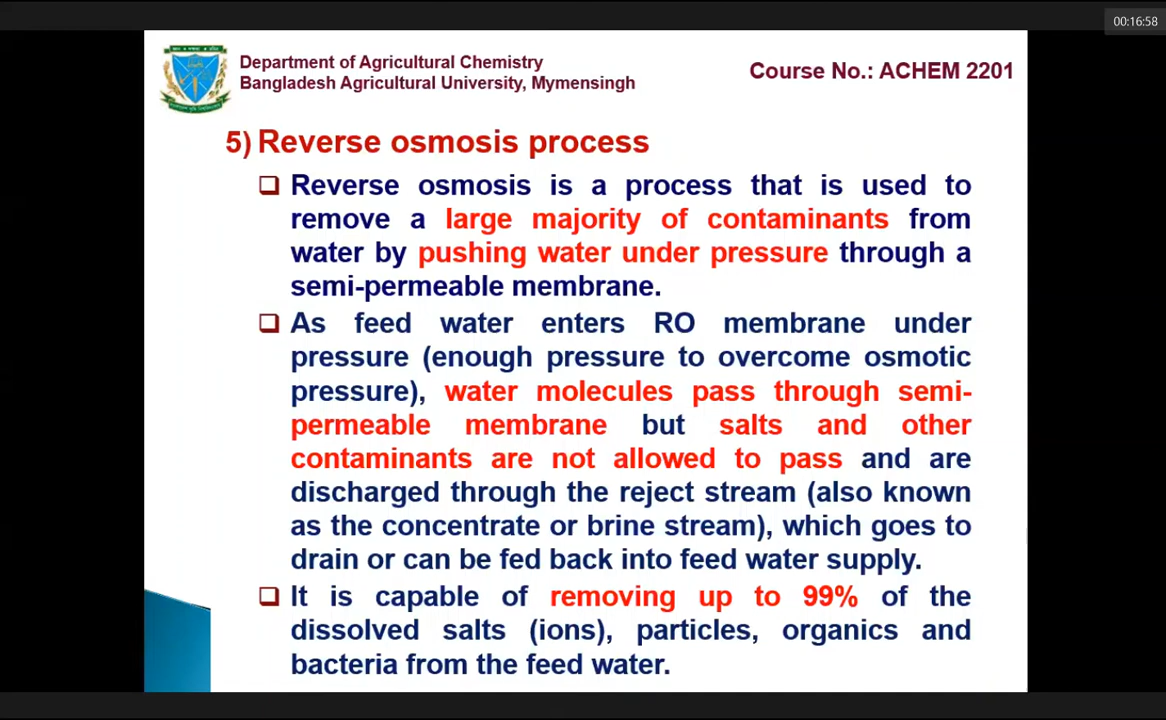 00:16:58
Department of Agricultural Chemistry
Bangladesh Agricultural University, Mymensingh
Course No.: ACHEM 2201
5) Reverse osmosis process
Reverse osmosis is a process that is used to
remove a large majority of contaminants from
water by pushing water under pressure through a
semi-permeable membrane.
As feed water enters RO membrane under
pressure (enough pressure to overcome osmotic
pressure), water molecules pass through semi-
permeable membrane but salts and other
contaminants are not allowed to pass and are
discharged through the reject stream (also known
as the concentrate or brine stream), which goes to
drain or can be fed back into feed water supply.
It is capable of removing up to 99% of the
dissolved salts (ions), particles, organics and
bacteria from the feed water.